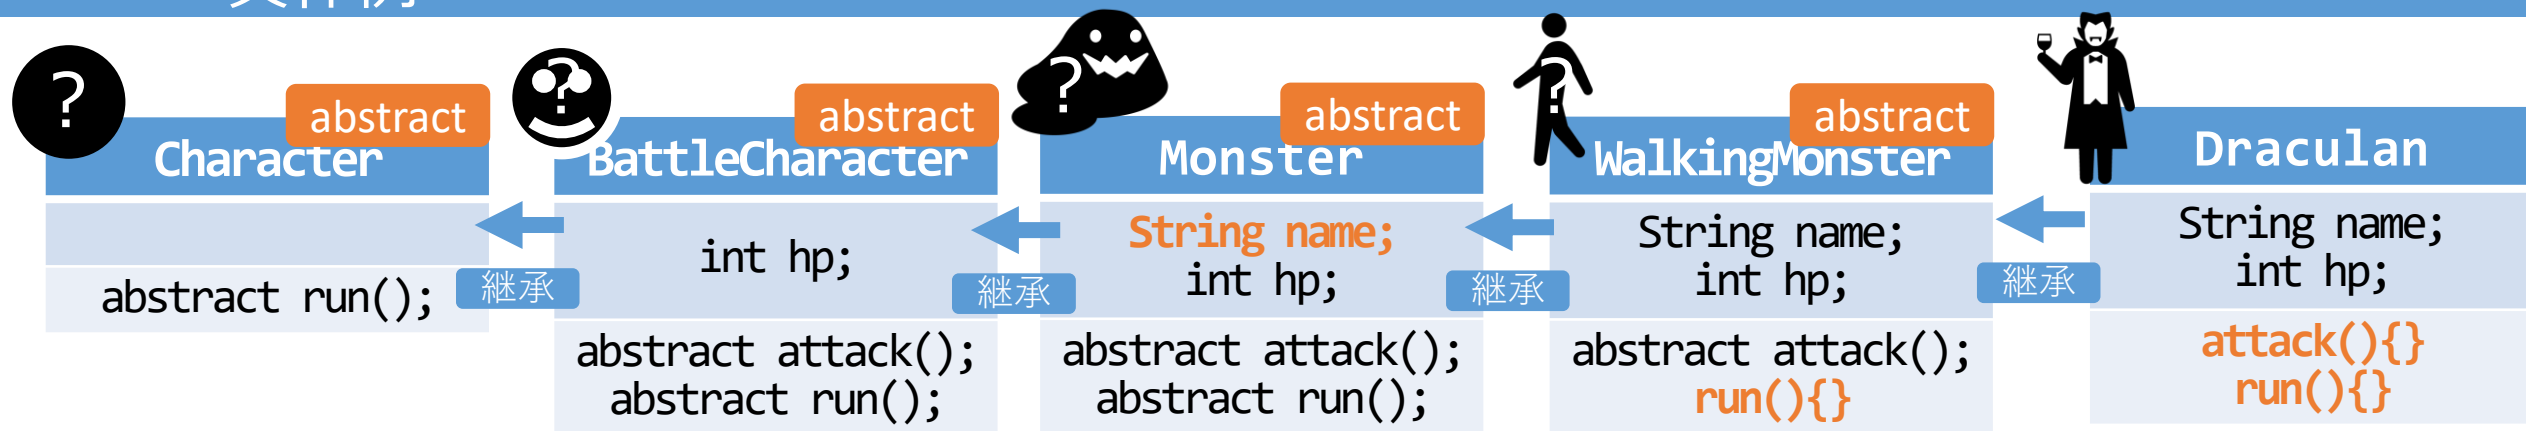 ?
abstract
Character
abstract run();
継承
?
abstract
BattleCharacter
int hp;
abstract attack();
abstract run();
継承
?
abstract
Monster
String name;
int hp;
abstract attack();
abstract run();
継承
?
abstract
WalkingMonster
String name;
int hp;
abstract attack();
run(){}
継承
Draculan
String name;
int hp;
attack(){}
run(){}